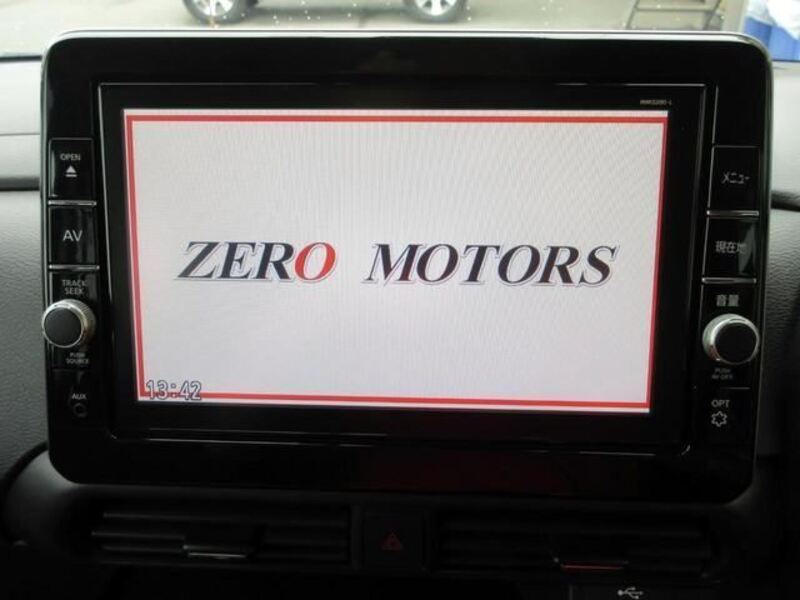 OPEN
AV
TRACK
SEEK
PUSH
SOURCE
AUX
ZERO MOTORS
13:42
メニュー
現在地
音量
PUSH
AV OFF
OPT